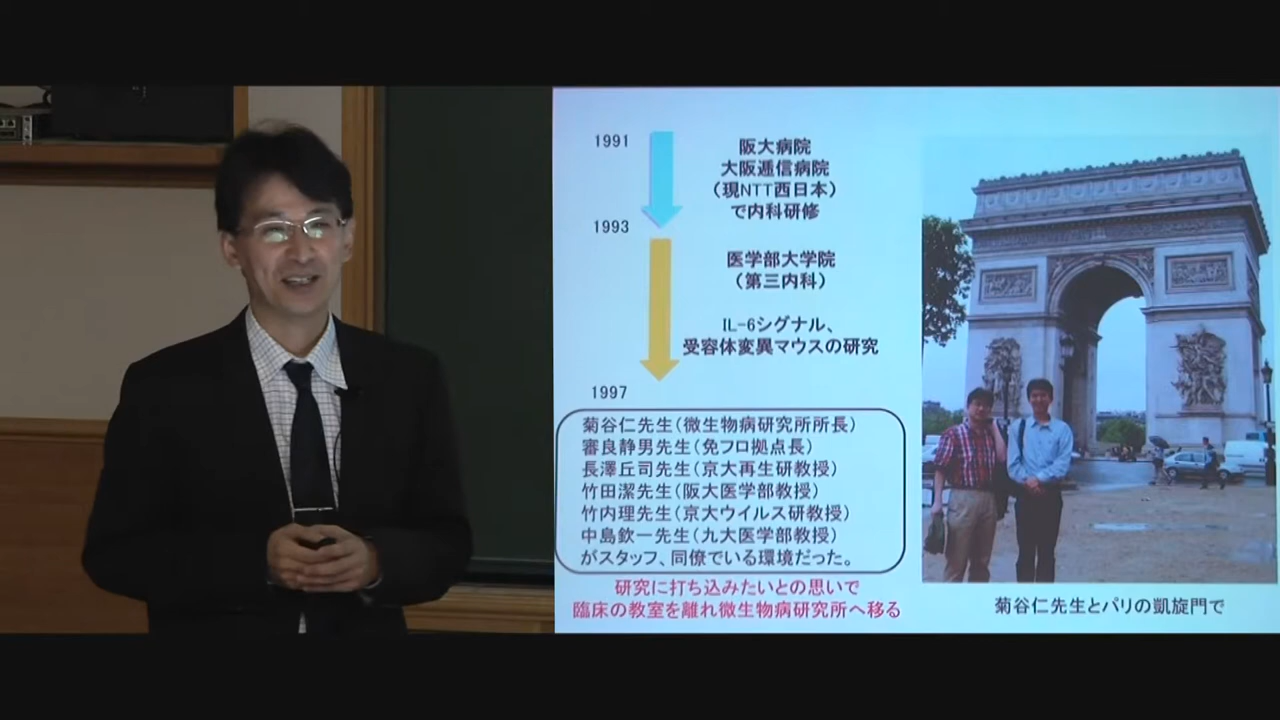 1991
阪大病院
大阪逓信病院
（現NTT西日本）
で内科研修
1993
医学部大学院
（第三内科）
IL-6シグナル、
受容体変異マウスの研究
1997
菊谷仁先生（微生物病研究所所長）
審良静男先生（免フロ拠点長）
長澤丘司先生（京大再生研教授）
竹田潔先生（阪大医学部教授）
竹内理先生（京大ウイルス研教授）
中島欽一先生（九大医学部教授）
がスタッフ、同僚でいる環境だった。
研究に打ち込みたいとの思いで
臨床の教室を離れ微生物病研究所へ移る
菊谷仁先生とパリの凱旋門で